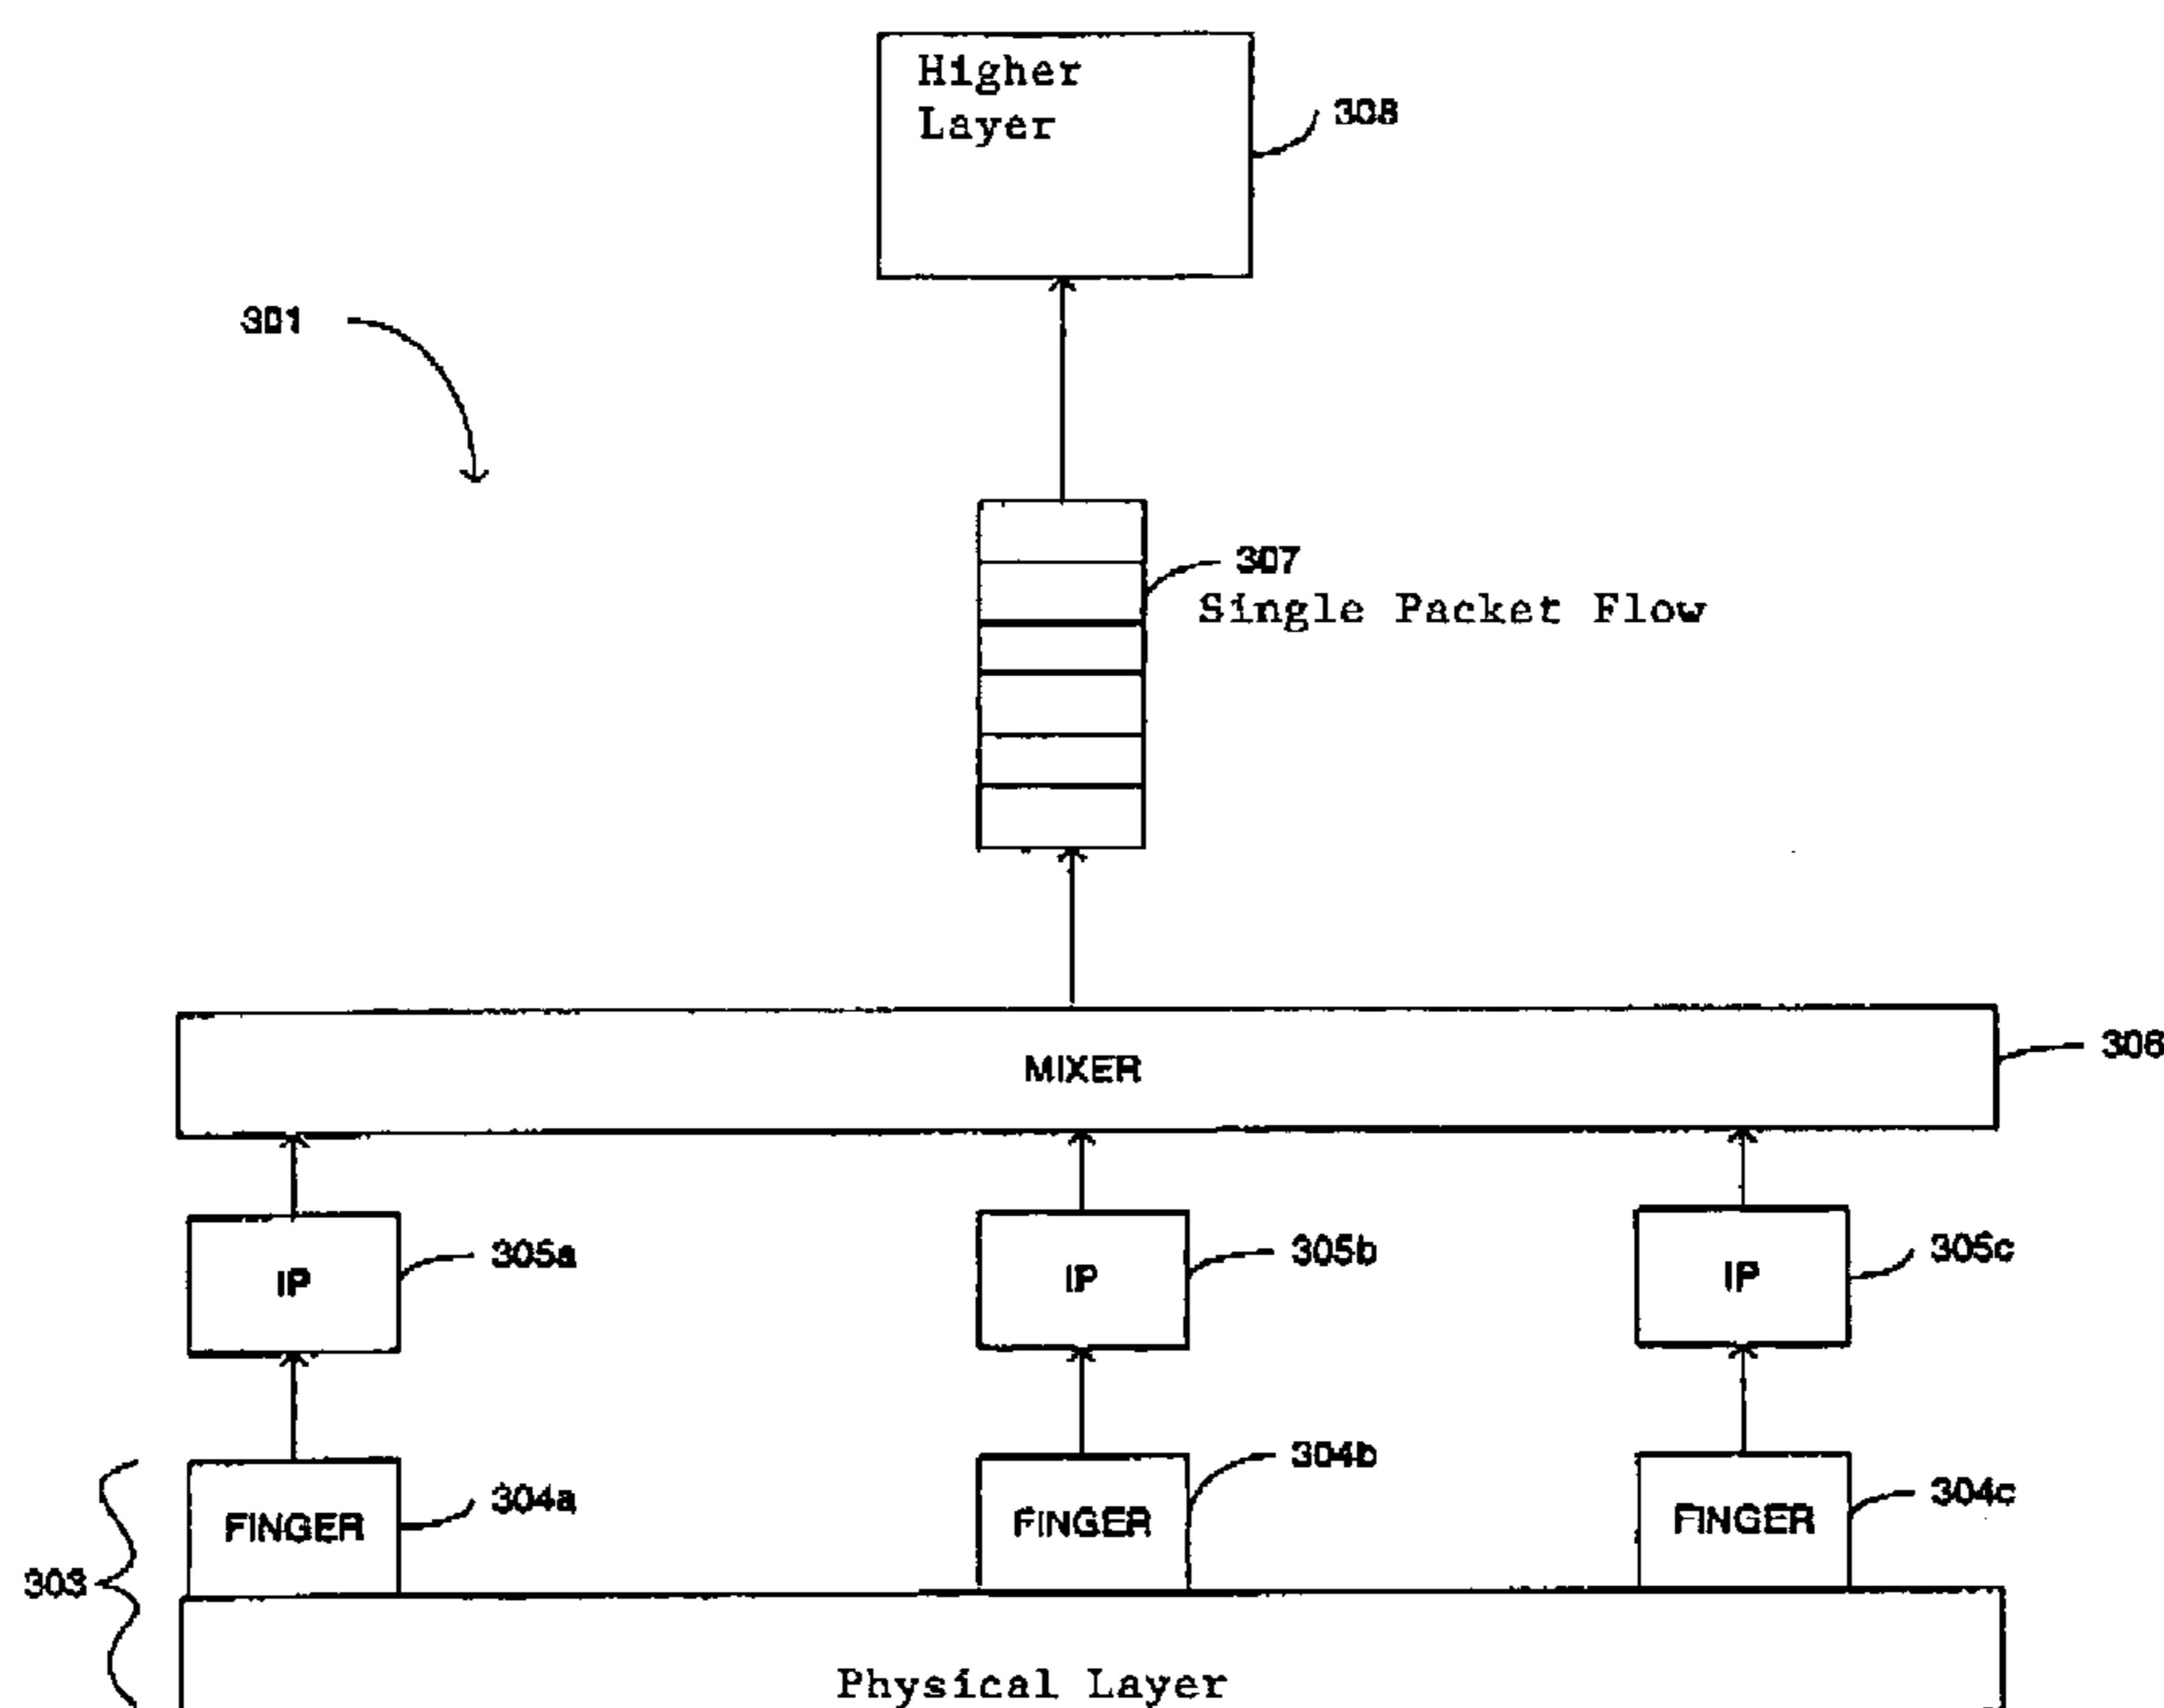 Higher
Layer
308
301
307
Single Packet Flow
MIXER
306
IP
305a
IP
305b
IP
305c
FINGER
304a
FINGER
304b
FINGER
304c
303
Physical Layer